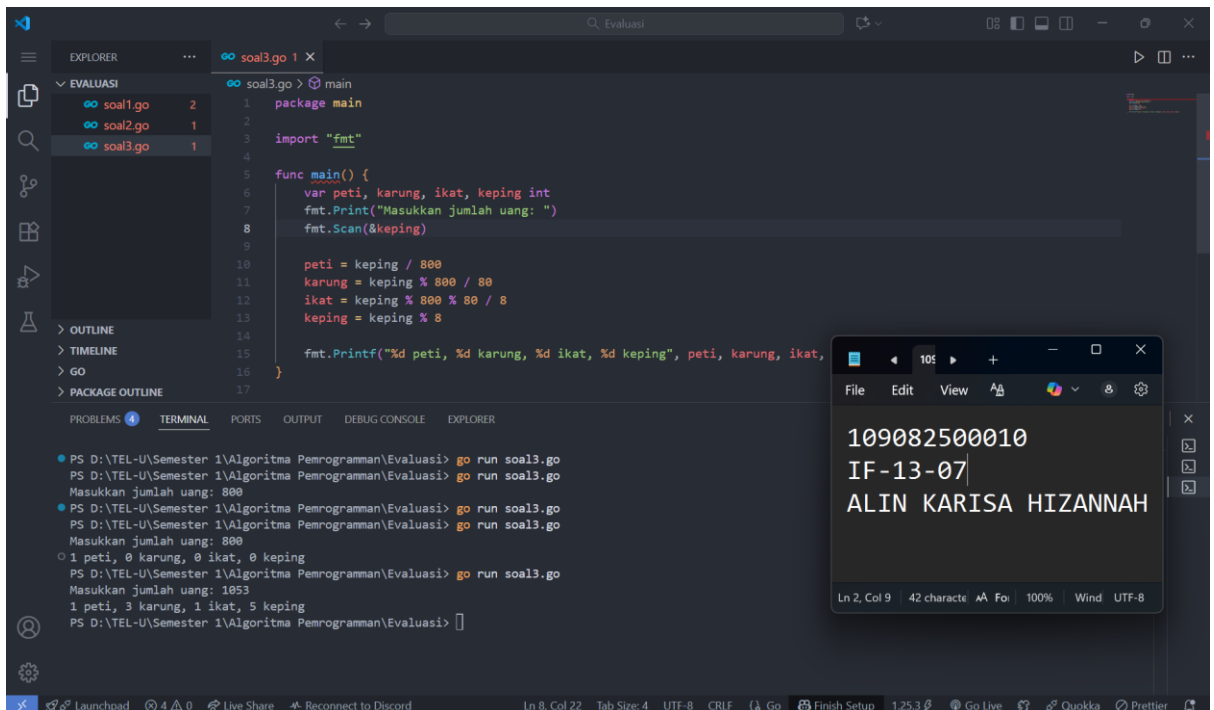 Evaluasi
EXPLORER
soal3.go 1
EVALUASI
soal1.go 2
soal2.go 1
soal3.go 1
OUTLINE
TIMELINE
GO
PACKAGE OUTLINE
soal3.go > main
1 package main
2
3 import "fmt"
4
5 func main() {
6 var peti, karung, ikat, keping int
7 fmt.Print("Masukkan jumlah uang: ")
8 fmt.Scan(&keping)
9
10 peti = keping / 800
11 karung = keping % 800 / 80
12 ikat = keping % 800 % 80 / 8
13 keping = keping % 8
14
15 fmt.Printf("%d peti, %d karung, %d ikat, %d keping", peti, karung, ikat,
16 }
17
PROBLEMS 4 TERMINAL PORTS OUTPUT DEBUG CONSOLE EXPLORER
PS D:\TEL-U\Semester 1\Algoritma Pemrogramman\Evaluasi> go run soal3.go
PS D:\TEL-U\Semester 1\Algoritma Pemrogramman\Evaluasi> go run soal3.go
Masukkan jumlah uang: 800
PS D:\TEL-U\Semester 1\Algoritma Pemrogramman\Evaluasi> go run soal3.go
PS D:\TEL-U\Semester 1\Algoritma Pemrogramman\Evaluasi> go run soal3.go
Masukkan jumlah uang: 800
1 peti, 0 karung, 0 ikat, 0 keping
PS D:\TEL-U\Semester 1\Algoritma Pemrogramman\Evaluasi> go run soal3.go
Masukkan jumlah uang: 1053
1 peti, 3 karung, 1 ikat, 5 keping
PS D:\TEL-U\Semester 1\Algoritma Pemrogramman\Evaluasi>
File Edit View
109082500010
IF-13-07
ALIN KARISA HIZANNAH
Ln 2, Col 9 42 characte 100% Wind UTF-8
Launchpad 4 0 Live Share Reconnect to Discord Ln 8, Col 22 Tab Size: 4 UTF-8 CRLF Go Finish Setup 1.25.3 Go Live Quokka Prettier